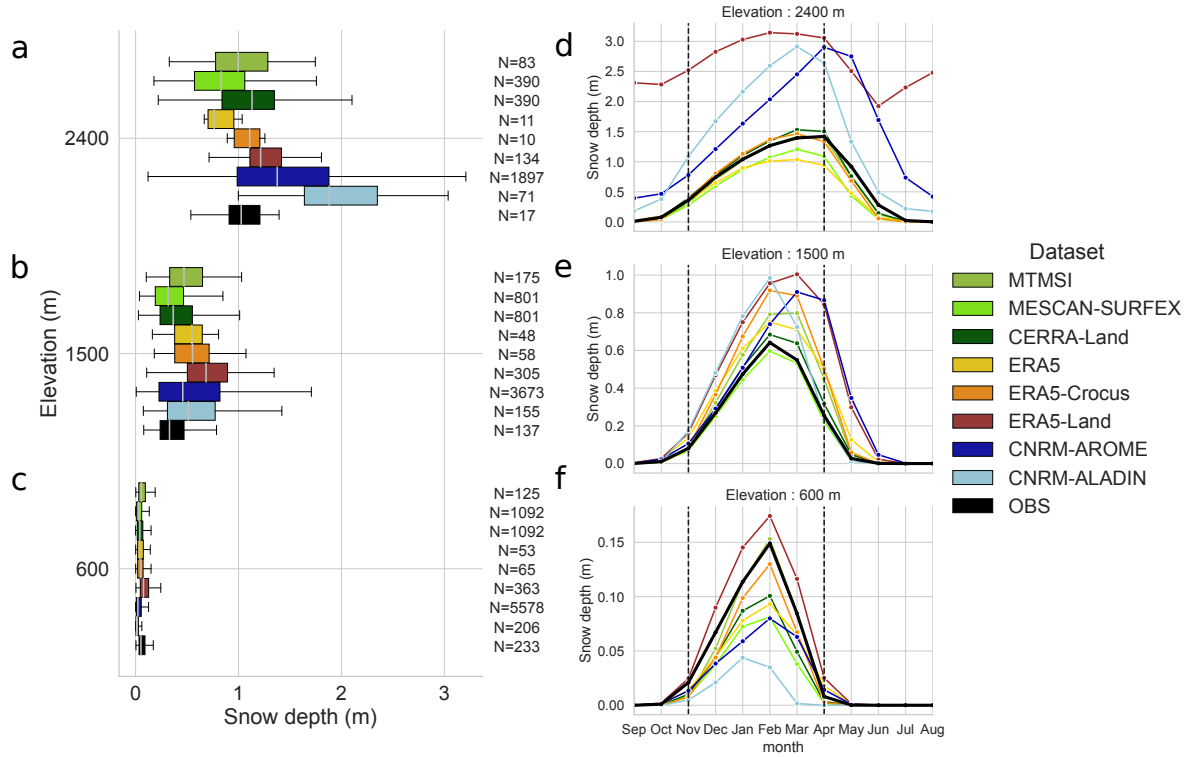 a
N=83
N=390
N=390
N=11
2400
N=10
N=134
N=1897
N=71
N=17
b
N=175
N=801
N=801
N=48
1500
N=58
N=305
N=3673
N=155
N=137
c
N=125
N=1092
N=1092
N=53
600
N=65
N=363
N=5578
N=206
N=233
Elevation (m)
0 1 2 3
Snow depth (m)
d
Elevation : 2400 m
3.0
2.5
2.0
1.5
1.0
0.5
0.0
Snow depth (m)
e
Elevation : 1500 m
1.0
0.8
0.6
0.4
0.2
0.0
Snow depth (m)
f
Elevation : 600 m
0.15
0.10
0.05
0.00
Snow depth (m)
Sep Oct Nov Dec Jan Feb Mar Apr May Jun Jul Aug
month
Dataset
MTMSI
MESCAN-SURFEX
CERRA-Land
ERA5
ERA5-Crocus
ERA5-Land
CNRM-AROME
CNRM-ALADIN
OBS